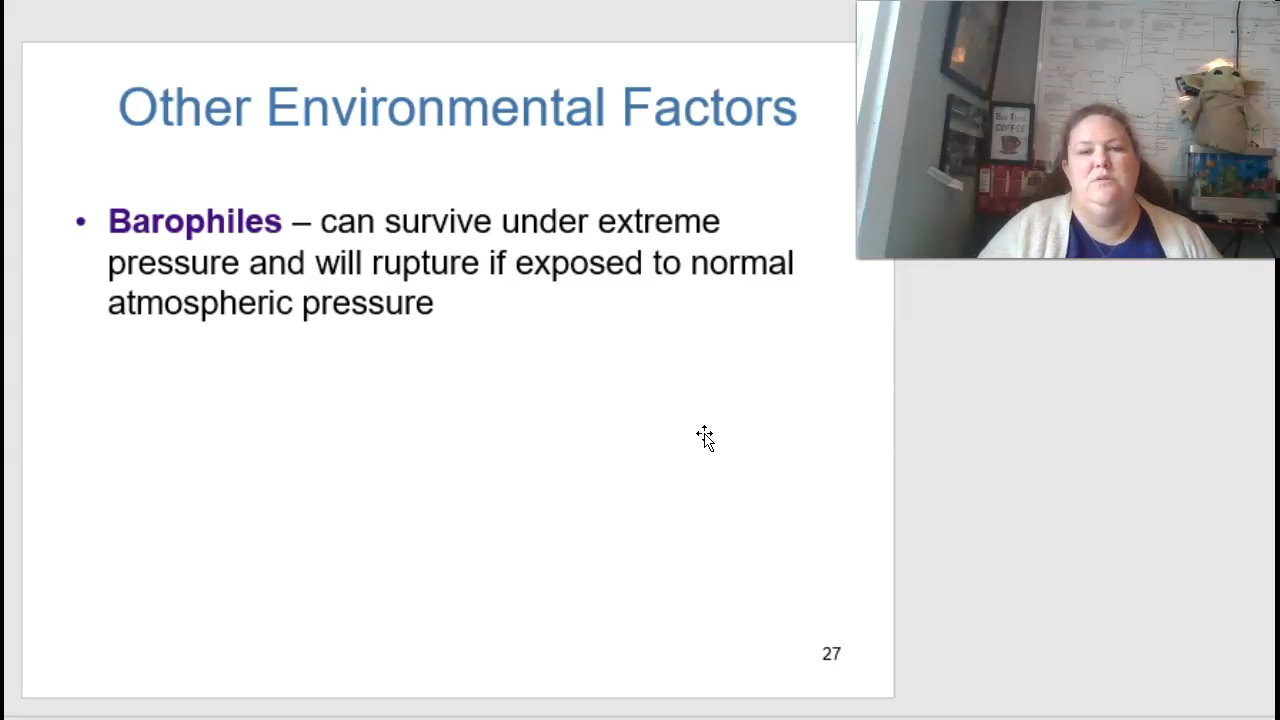 Other Environmental Factors
• Barophiles – can survive under extreme
pressure and will rupture if exposed to normal
atmospheric pressure
27
COFFEE